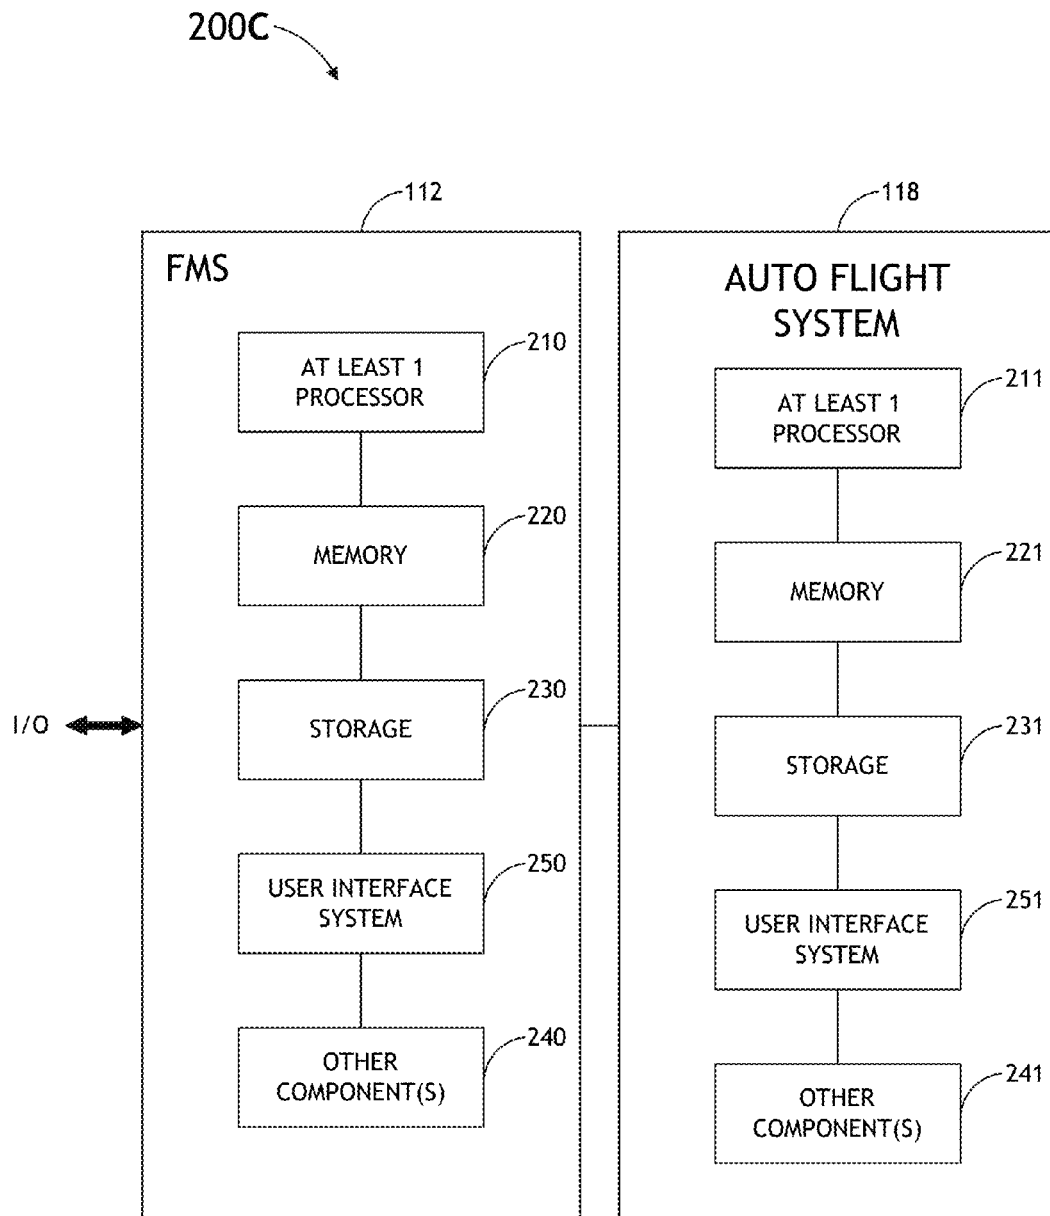 200C
112
FMS
AT LEAST 1
PROCESSOR
210
MEMORY
220
I/O
STORAGE
230
USER INTERFACE
SYSTEM
250
OTHER
COMPONENT(S)
240
118
AUTO FLIGHT
SYSTEM
AT LEAST 1
PROCESSOR
211
MEMORY
221
STORAGE
231
USER INTERFACE
SYSTEM
251
OTHER
COMPONENT(S)
241